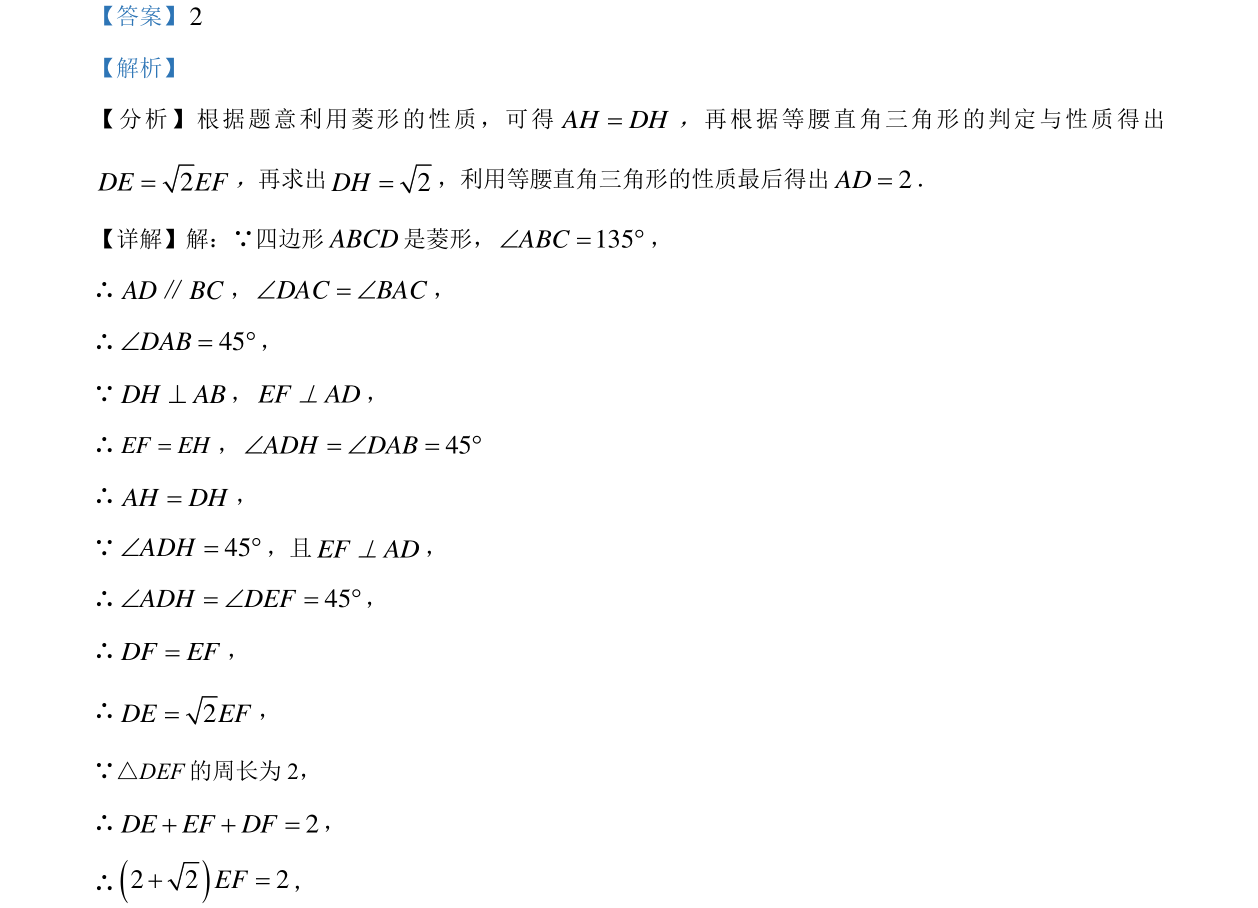 【答案】2
【解析】
【分析】根据题意利用菱形的性质，可得 AH = DH ，再根据等腰直角三角形的判定与性质得出
DE = √2EF ，再求出 DH = √2 ，利用等腰直角三角形的性质最后得出 AD = 2 .
【详解】解：∵四边形 ABCD 是菱形，∠ABC = 135° ，
∴ AD ∥ BC ，∠DAC = ∠BAC ，
∴ ∠DAB = 45° ，
∵ DH ⊥ AB ，EF ⊥ AD ，
∴ EF = EH ，∠ADH = ∠DAB = 45°
∴ AH = DH ，
∵ ∠ADH = 45° ，且 EF ⊥ AD ，
∴ ∠ADH = ∠DEF = 45° ，
∴ DF = EF ，
∴ DE = √2EF ，
∵△DEF 的周长为 2，
∴ DE + EF + DF = 2 ，
∴ (2 + √2) EF = 2 ，